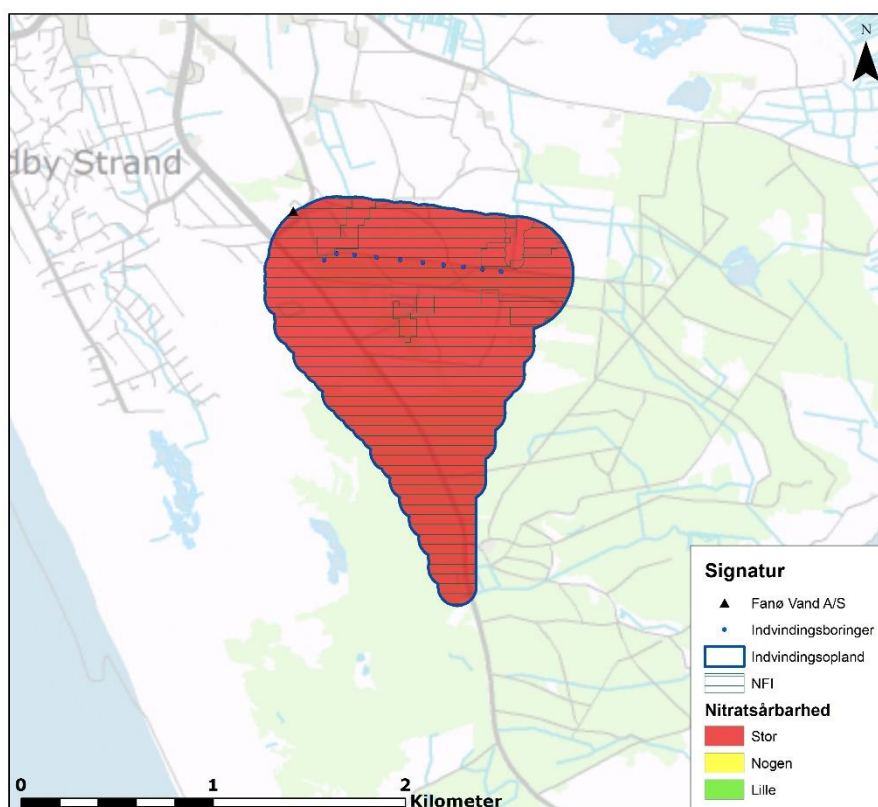 N
dby Strand
Signatur
Fanø Vand A/S
Indvindingsboringer
Indvindingsopland
NFI
Nitratsårbarhed
Stor
Nogen
Lille
0 1 2
Kilometer